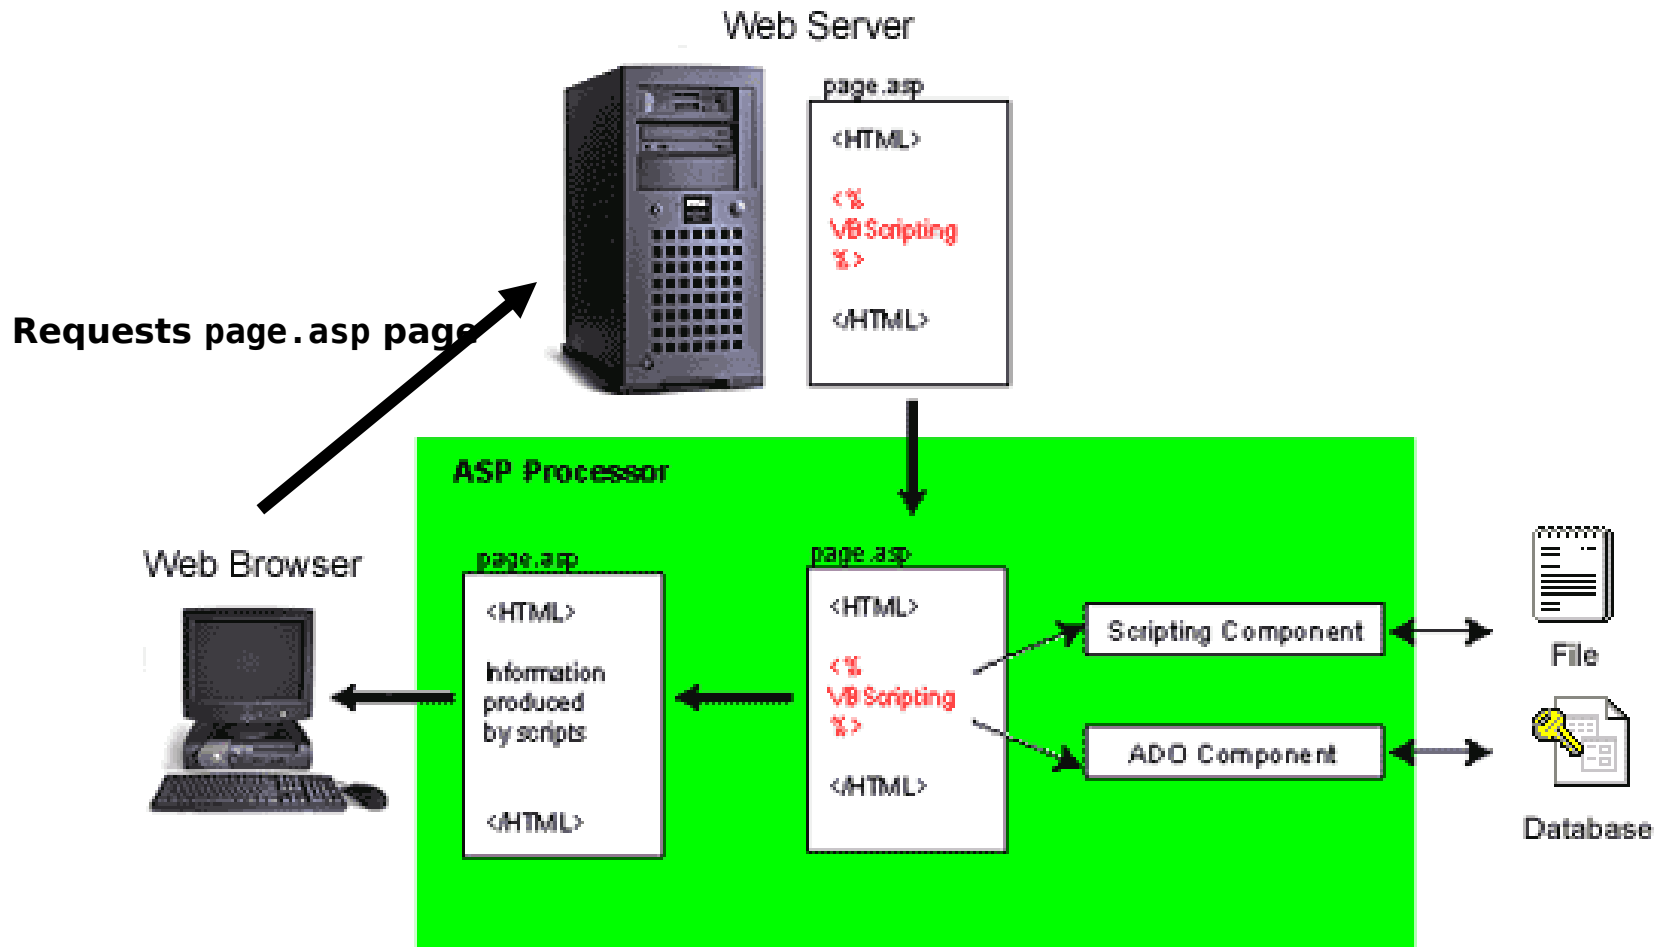 Web Server
page.asp
<HTML>
<%
VBScripting
%>
</HTML>
Requests page.asp page
ASP Processor
Web Browser
page.asp
<HTML>
Information
produced
by scripts
</HTML>
page.asp
<HTML>
<%
VBScripting
%>
</HTML>
Scripting Component
ADO Component
File
Database